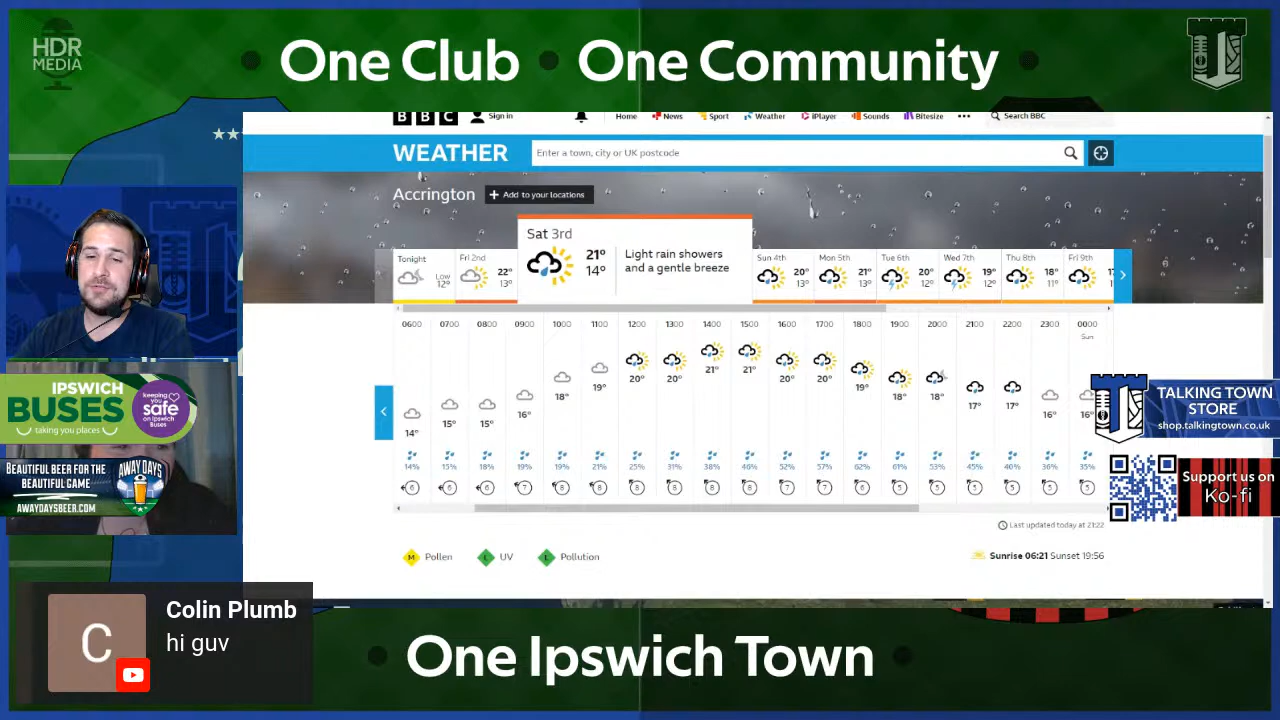 HDR
MEDIA
One Club • One Community
BBC
Sign in
Home
News
Sport
Weather
iPlayer
Sounds
Bitesize
Search BBC
WEATHER
Enter a town, city or UK postcode
Accrington
+ Add to your locations
Tonight
Low
12°
Fri 2nd
22°
13°
Sat 3rd
21°
14°
Light rain showers
and a gentle breeze
Sun 4th
20°
13°
Mon 5th
21°
13°
Tue 6th
20°
12°
Wed 7th
19°
12°
Thu 8th
18°
11°
Fri 9th
0600 0700 0800 0900 1000 1100 1200 1300 1400 1500 1600 1700 1800 1900 2000 2100 2200 2300 0000
Sun
14° 15° 15° 16° 18° 19° 20° 20° 21° 21° 20° 20° 19° 18° 18° 17° 17° 16° 16°
14% 15% 18% 19% 19% 21% 25% 31% 38% 46% 52% 57% 62% 61% 53% 45% 40% 36% 35%
6 6 6 7 8 8 8 8 8 8 7 7 6 5 5 5 5 5 5
Last updated today at 21:22
M Pollen
L UV
L Pollution
Sunrise 06:21 Sunset 19:56
IPSWICH
BUSES
taking you places
keeping you
safe
on Ipswich
Buses
BEAUTIFUL BEER FOR THE
BEAUTIFUL GAME
AWAYDAYSBEER.COM
AWAY DAYS
TALKING TOWN
STORE
shop.talkingtown.co.uk
Support us on
Ko-fi
C
Colin Plumb
hi guv
One Ipswich Town